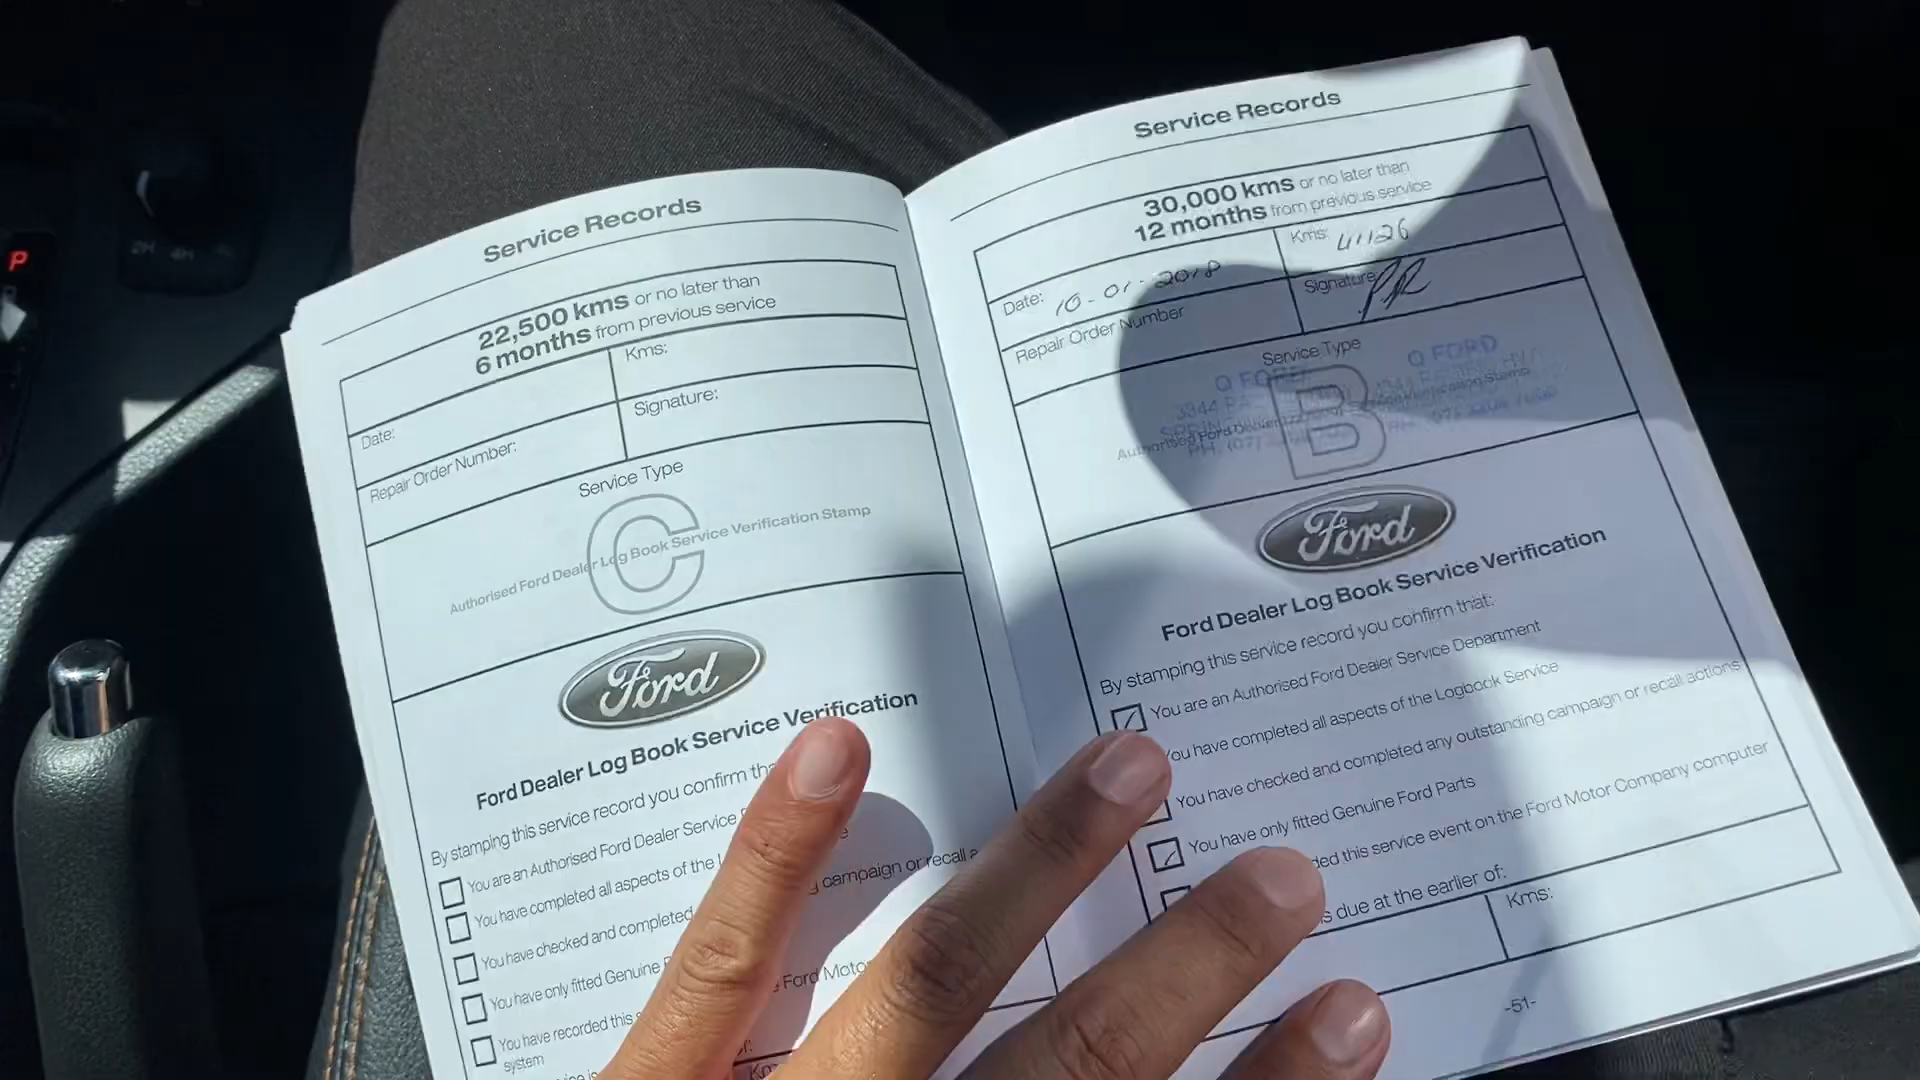 P
2H 4H
Service Records
22,500 kms or no later than
6 months from previous service
Kms:
Date:
Signature:
Repair Order Number:
Service Type
C
Authorised Ford Dealer Log Book Service Verification Stamp
Ford
Ford Dealer Log Book Service Verification
By stamping this service record you confirm
You are an Authorised Ford Dealer Service
You have completed all aspects of the
You have checked and completed campaign or recall
You have only fitted Genuine
You have recorded this Ford
system
Service Records
30,000 kms or no later than
12 months from previous service
Kms: 41126
Date: 10-01-2018
Signature:
Repair Order Number
Service Type
Q FORD Q FORD
B
3344
Authorised Ford
Ford
Ford Dealer Log Book Service Verification
By stamping this service record you confirm that:
You are an Authorised Ford Dealer Service Department
You have completed all aspects of the Logbook Service
You have checked and completed any outstanding campaign or recall actions
You have only fitted Genuine Ford Parts
this service event on the Ford Motor Company computer
due at the earlier of:
Kms:
-51-